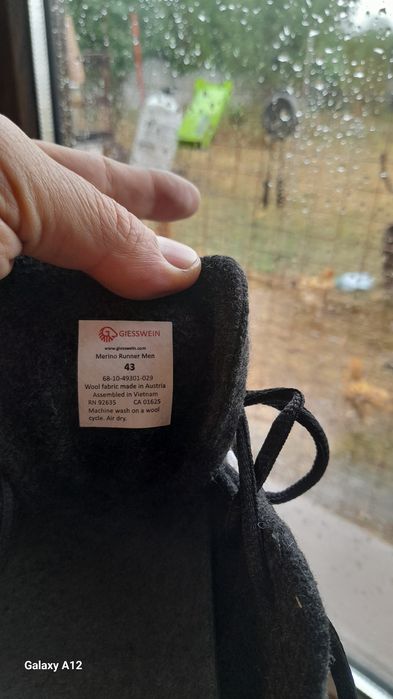 GIESSWEIN
www.giesswein.com
Merino Runner Men
43
68-10-49301-029
Wool fabric made in Austria
Assembled in Vietnam
RN 92635 CA 01625
Machine wash on a wool
cycle. Air dry.
Galaxy A12